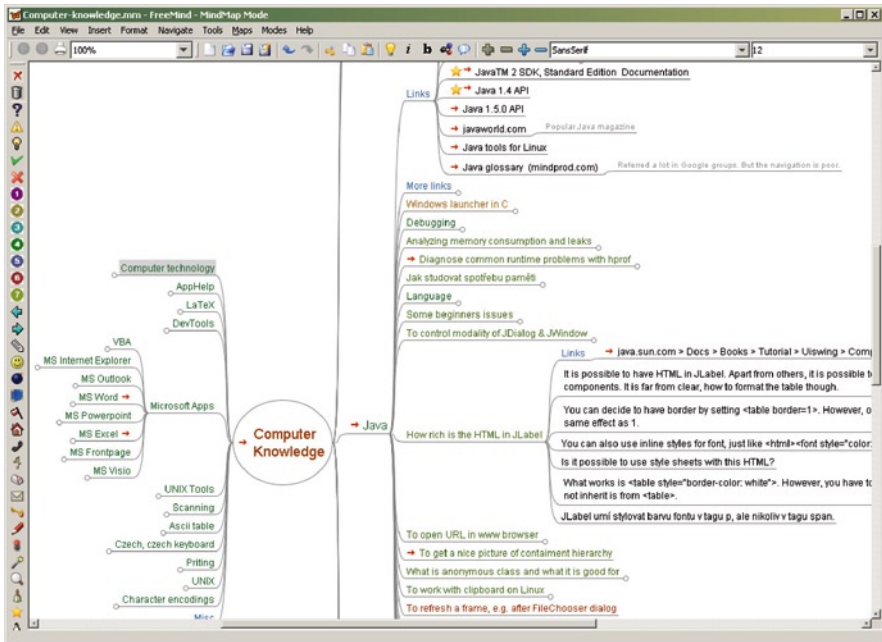 Computer-knowledge.mm - FreeMind - MindMap Mode
File Edit View Insert Format Navigate Tools Maps Modes Help
100%
i b
SansSerif
12
JavaTM 2 SDK, Standard Edition Documentation
Java 1.4 API
Links
Java 1.5.0 API
javaworld.com
Popular Java magazine
Java tools for Linux
Java glossary (mindprod.com)
Refered a lot in Google groups. But the navigation is poor.
More links
Windows launcher in C
Debugging
Analyzing memory consumption and leaks
Diagnose common runtime problems with hprof
Jak studovat spotřebu paměti
Language
Some beginners issues
To control modality of JDialog & JWindow
Computer technology
AppHelp
LaTeX
DevTools
VBA
MS Internet Explorer
MS Outlook
MS Word
MS Powerpoint
MS Excel
MS Frontpage
MS Visio
Microsoft Apps
Computer
Knowledge
Java
UNIX Tools
Scanning
Ascii table
Czech, czech keyboard
Priting
UNIX
Character encodings
Misc
How rich is the HTML in JLabel
Links
java.sun.com > Docs > Books > Tutorial > Uiswing > Comp
It is possible to have HTML in JLabel. Apart from others, it is possible t
components. It is far from clear, how to format the table though.
You can decide to have border by setting <table border=1>. However, o
same effect as 1.
You can also use inline styles for font, just like <html><font style="color:
Is it possible to use style sheets with this HTML?
What works is <table style="border-color: white">. However, you have to
not inherit is from <table>.
JLabel umí stylovat barvu fontu v tagu p, ale nikoliv v tagu span.
To open URL in www browser
To get a nice picture of contaiment hierarchy
What is anonymous class and what it is good for
To work with clipboard on Linux
To refresh a frame, e.g. after FileChooser dialog